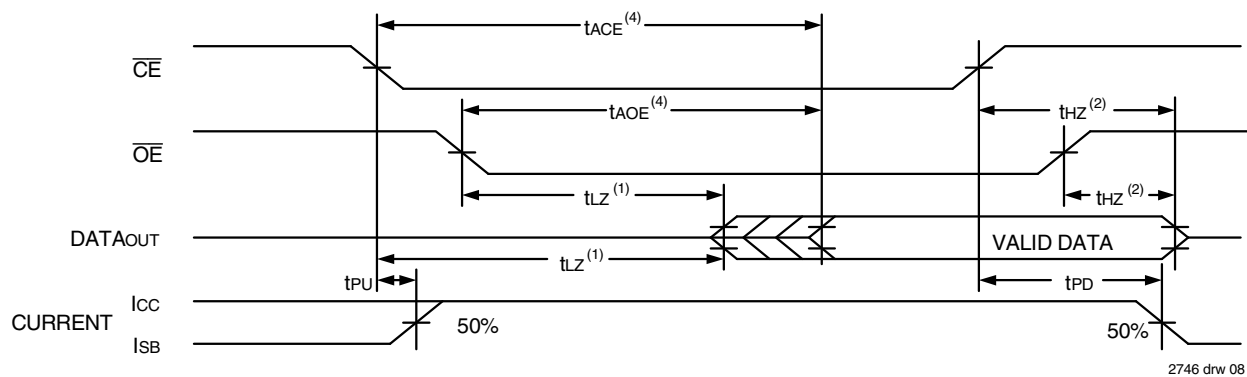 tACE(4)
CE
tAOE(4)
tHZ(2)
OE
tLZ(1)
tHZ(2)
DATAOUT
VALID DATA
tLZ(1)
tPU
tPD
ICC
CURRENT
50%
50%
ISB
2746 drw 08